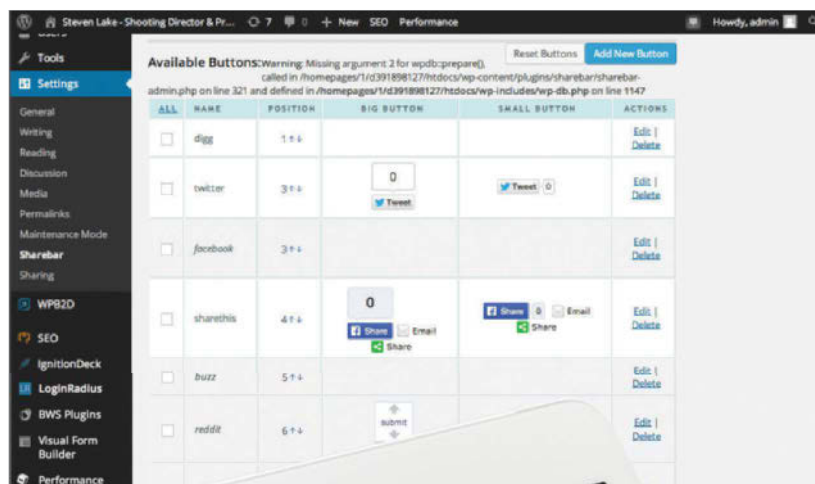 Steven Lake - Shooting Director & Pr... 7 0 + New SEO Performance Howdy, admin
Users
Tools
Settings
General
Writing
Reading
Discussion
Media
Permalinks
Maintenance Mode
Sharebar
Sharing
WPB2D
SEO
IgnitionDeck
LoginRadius
BWS Plugins
Visual Form
Builder
Performance
Reset Buttons Add New Button
Available Buttons: Warning: Missing argument 2 for wpdb::prepare(),
called in /homepages/1/d391898127/htdocs/wp-content/plugins/sharebar/sharebar-
admin.php on line 321 and defined in /homepages/1/d391898127/htdocs/wp-includes/wp-db.php on line 1147
ALL NAME POSITION BIG BUTTON SMALL BUTTON ACTIONS
digg 1↑↓ Edit |
Delete
0
twitter 3↑↓ Tweet 0 Edit |
Tweet Delete
facebook 3↑↓ Edit |
Delete
0
sharethis 4↑↓ Share 0 Email Edit |
Share Email Share Delete
Share
buzz 5↑↓ Edit |
Delete
reddit 6↑↓ submit Edit |
Delete